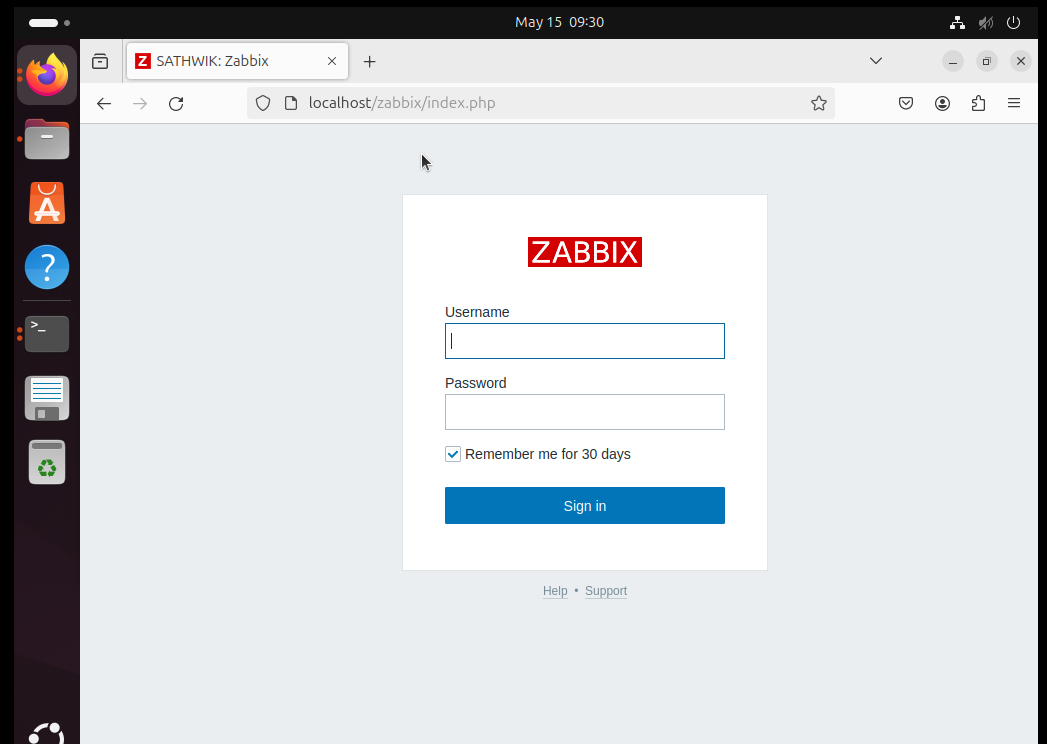 May 15 09:30
Z SATHWIK: Zabbix
localhost/zabbix/index.php
ZABBIX
Username
Password
Remember me for 30 days
Sign in
Help • Support